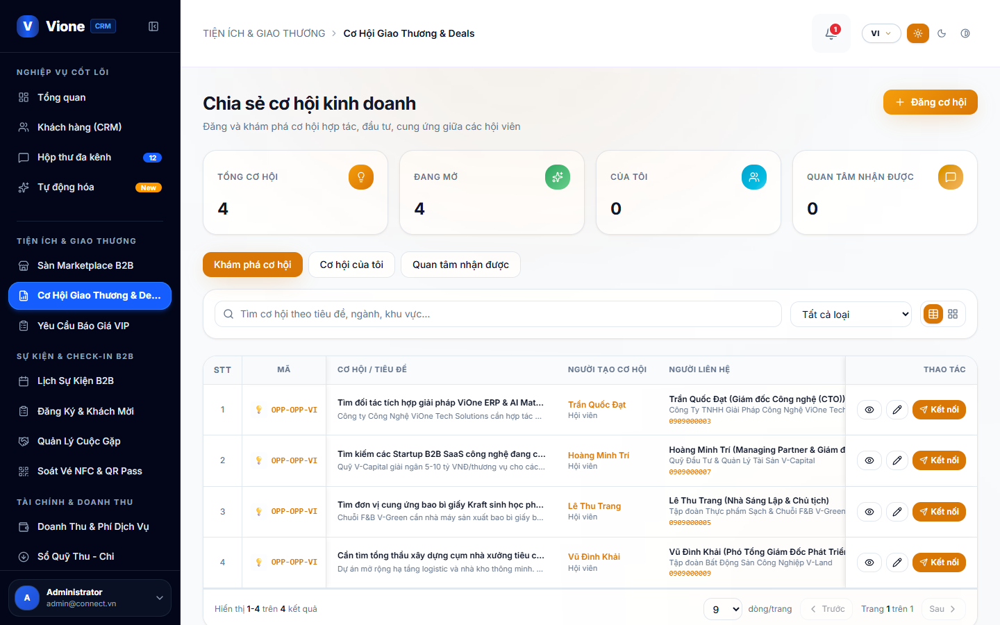 V Vione CRM
NGHIỆP VỤ CỐT LÕI
Tổng quan
Khách hàng (CRM)
Hộp thư đa kênh 12
Tự động hóa New
TIỆN ÍCH & GIAO THƯƠNG
Sàn Marketplace B2B
Cơ Hội Giao Thương & De...
Yêu Cầu Báo Giá VIP
SỰ KIỆN & CHECK-IN B2B
Lịch Sự Kiện B2B
Đăng Ký & Khách Mời
Quản Lý Cuộc Gặp
Soát Vé NFC & QR Pass
TÀI CHÍNH & DOANH THU
Doanh Thu & Phí Dịch Vụ
Sổ Quỹ Thu - Chi
A Administrator
admin@connect.vn
TIỆN ÍCH & GIAO THƯƠNG > Cơ Hội Giao Thương & Deals
1 VI
Chia sẻ cơ hội kinh doanh
Đăng và khám phá cơ hội hợp tác, đầu tư, cung ứng giữa các hội viên
+ Đăng cơ hội
TỔNG CƠ HỘI
4
ĐANG MỞ
4
CỦA TÔI
0
QUAN TÂM NHẬN ĐƯỢC
0
Khám phá cơ hội Cơ hội của tôi Quan tâm nhận được
Tìm cơ hội theo tiêu đề, ngành, khu vực... Tất cả loại
STT MÃ CƠ HỘI / TIÊU ĐỀ NGƯỜI TẠO CƠ HỘI NGƯỜI LIÊN HỆ THAO TÁC
1 OPP-OPP-VI
Tìm đối tác tích hợp giải pháp ViOne ERP & AI Mat...
Công ty Công Nghệ ViOne Tech Solutions cần hợp tác ...
Trần Quốc Đạt
Hội viên
Trần Quốc Đạt (Giám đốc Công nghệ (CTO))
Công Ty TNHH Giải Pháp Công Nghệ ViOne Tech
0909000003
Kết nối
2 OPP-OPP-VI
Tìm kiếm các Startup B2B SaaS công nghệ đang c...
Quỹ V-Capital giải ngân 5-10 tỷ VNĐ/thương vụ cho các...
Hoàng Minh Trí
Hội viên
Hoàng Minh Trí (Managing Partner & Giám đ
Quỹ Đầu Tư & Quản Lý Tài Sản V-Capital
0909000007
Kết nối
3 OPP-OPP-VI
Tìm đơn vị cung ứng bao bì giấy Kraft sinh học ph...
Chuỗi F&B V-Green cần nhà máy sản xuất bao bì giấy b...
Lê Thu Trang
Hội viên
Lê Thu Trang (Nhà Sáng Lập & Chủ tịch)
Tập đoàn Thực phẩm Sạch & Chuỗi F&B V-Green
0909000005
Kết nối
4 OPP-OPP-VI
Cần tìm tổng thầu xây dựng cụm nhà xưởng tiêu c...
Dự án mở rộng hạ tầng logistic và nhà kho thông minh. ...
Vũ Đình Khải
Hội viên
Vũ Đình Khải (Phó Tổng Giám Đốc Phát Triển
Tập đoàn Bất Động Sản Công Nghiệp V-Land
0909000009
Kết nối
Hiển thị 1-4 trên 4 kết quả
9 dòng/trang < Trước Trang 1 trên 1 Sau >